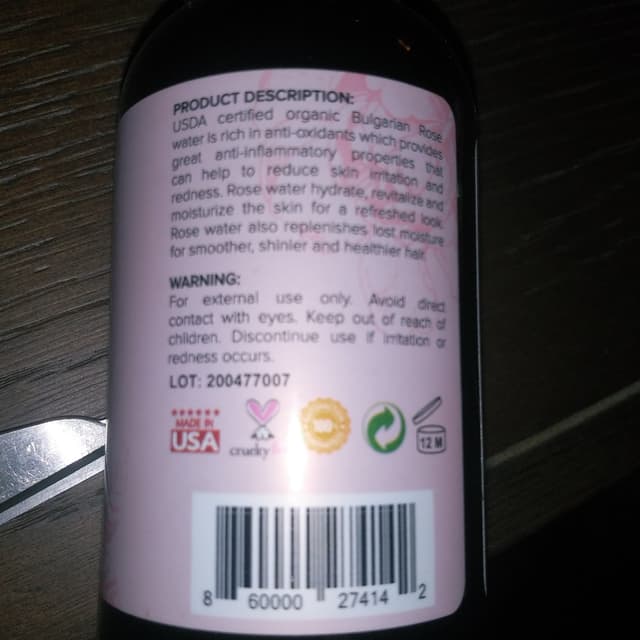 PRODUCT DESCRIPTION:
USDA certified organic Bulgarian Rose
water is rich in anti-oxidants which provides
great anti-inflammatory properties that
can help to reduce skin irritation and
redness. Rose water hydrate, revitalize and
moisturize the skin for a refreshed look.
Rose water also replenishes lost moisture
for smoother, shinier and healthier hair.
WARNING:
For external use only. Avoid direct
contact with eyes. Keep out of reach of
children. Discontinue use if irritation or
redness occurs.
LOT: 200477007
MADE IN
USA
cruelty
12 M
8 60000 27414 2